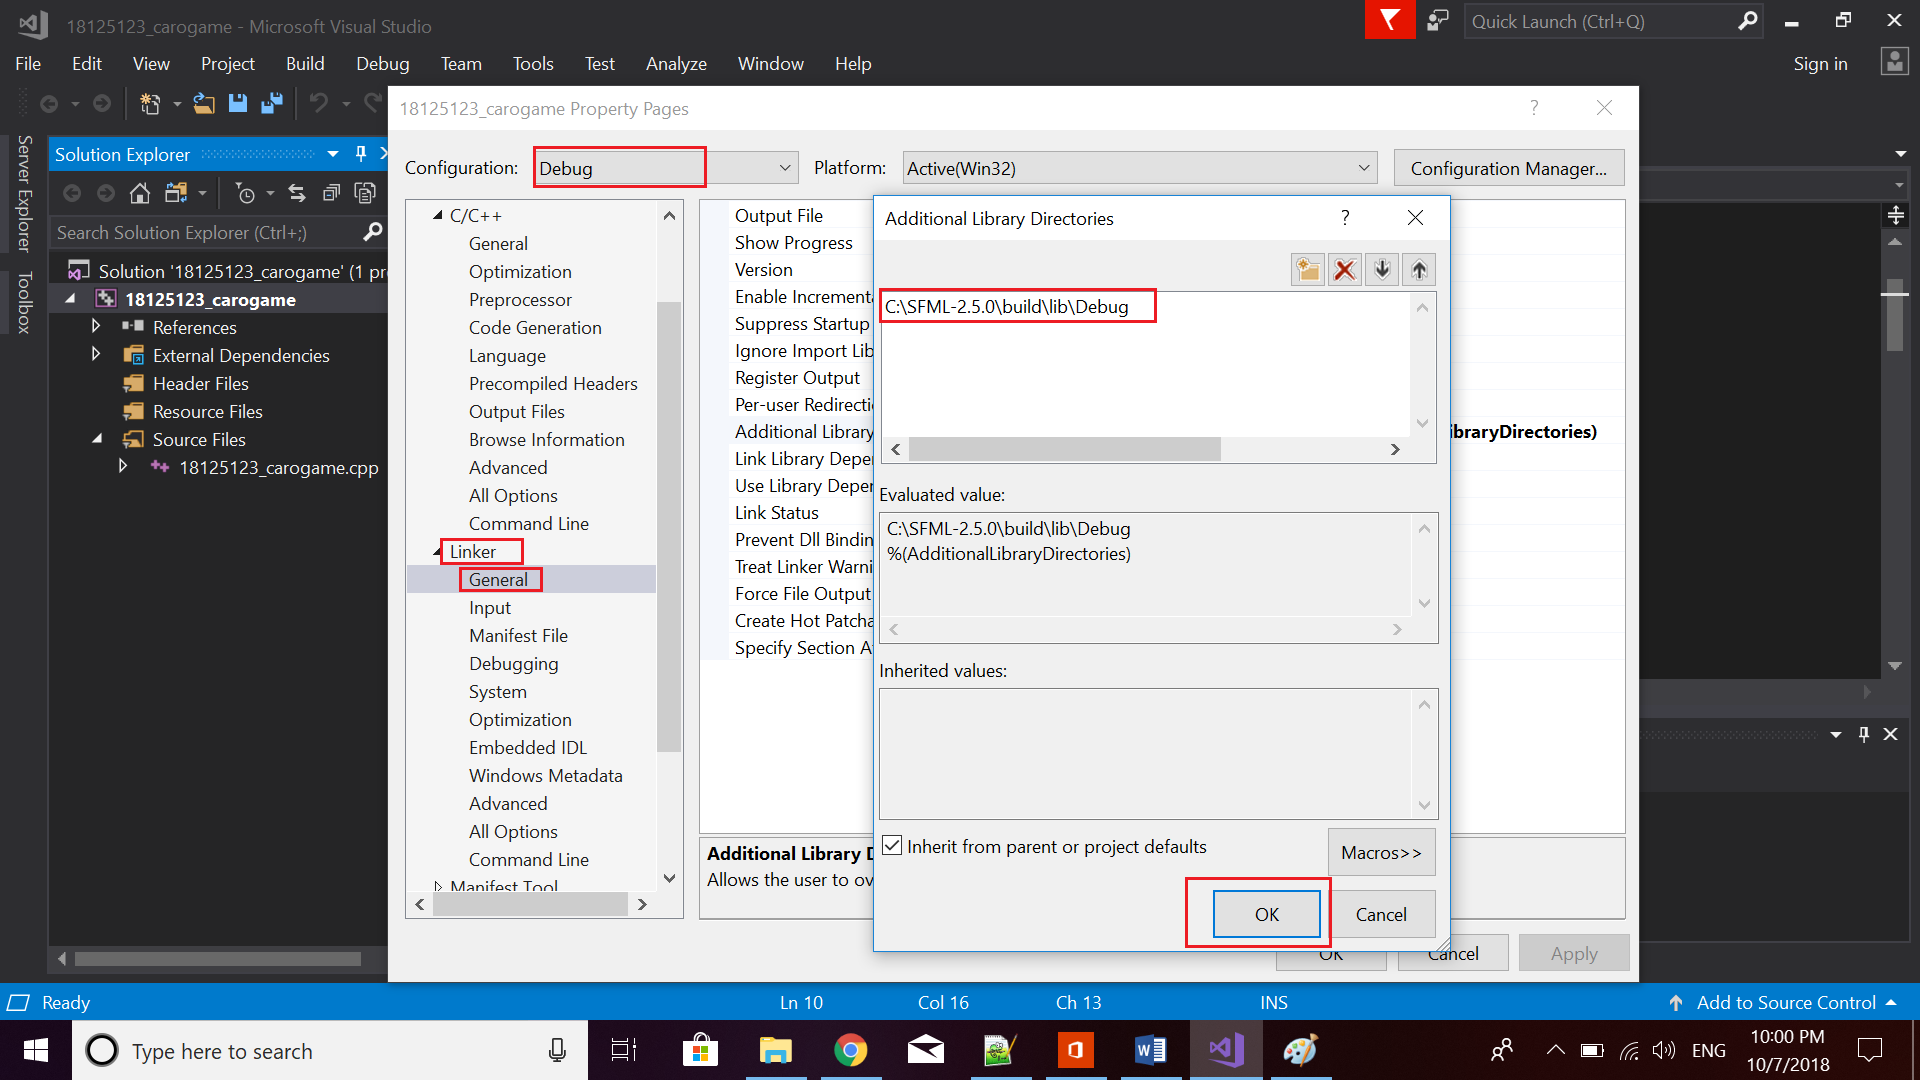 18125123_carogame - Microsoft Visual Studio
Quick Launch (Ctrl+Q)
File Edit View Project Build Debug Team Tools Test Analyze Window Help
Sign in
Server Explorer
Toolbox
Solution Explorer
Search Solution Explorer (Ctrl+;)
Solution '18125123_carogame' (1 pr
18125123_carogame
References
External Dependencies
Header Files
Resource Files
Source Files
18125123_carogame.cpp
18125123_carogame Property Pages
?
Configuration: Debug
Platform: Active(Win32)
Configuration Manager...
C/C++
General
Optimization
Preprocessor
Code Generation
Language
Precompiled Headers
Output Files
Browse Information
Advanced
All Options
Command Line
Linker
General
Input
Manifest File
Debugging
System
Optimization
Embedded IDL
Windows Metadata
Advanced
All Options
Command Line
Manifest Tool
Output File
Show Progress
Version
Enable Incrementa
Suppress Startup
Ignore Import Lib
Register Output
Per-user Redirecti
Additional Library
ibraryDirectories)
Link Library Deper
Use Library Deper
Link Status
Prevent Dll Bindin
Treat Linker Warni
Force File Output
Create Hot Patcha
Specify Section A
Additional Library D
Allows the user to ov
Additional Library Directories
?
C:\SFML-2.5.0\build\lib\Debug
Evaluated value:
C:\SFML-2.5.0\build\lib\Debug
%(AdditionalLibraryDirectories)
Inherited values:
Inherit from parent or project defaults
Macros>>
OK Cancel
OK Cancel Apply
Ready
Ln 10 Col 16 Ch 13 INS
Add to Source Control
Type here to search
ENG
10:00 PM
10/7/2018